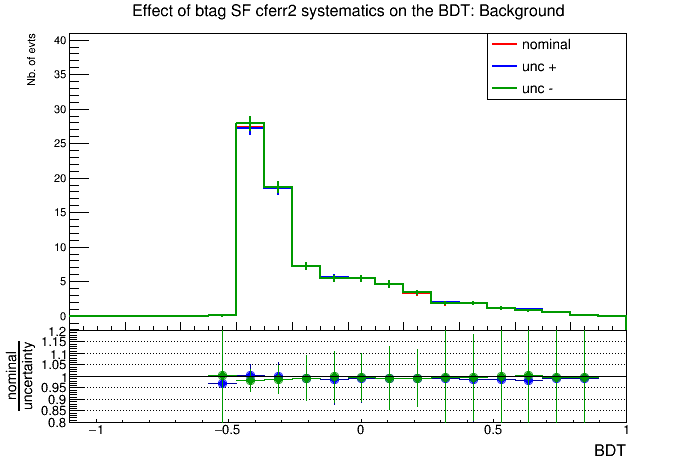 Effect of btag SF cferr2 systematics on the BDT: Background
Nb. of evts
40
35
30
25
20
15
10
5
0
nominal
unc +
unc -
nominal
uncertainty
1.2
1.15
1.1
1.05
1
0.95
0.9
0.85
0.8
−1 −0.5 0 0.5 1
BDT